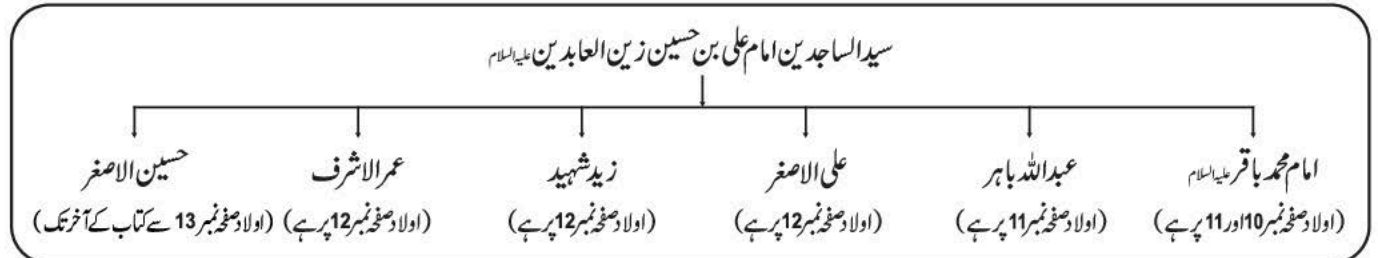 سید الساجدین امام علی بن حسین زین العابدین علیہ السلام
امام محمد باقر علیہ السلام
(اولاد صفحہ نمبر 10 اور 11 پر ہے)
عبد اللہ باہر
(اولاد صفحہ نمبر 11 پر ہے)
علی الاصغر
(اولاد صفحہ نمبر 12 پر ہے)
زید شہید
(اولاد صفحہ نمبر 12 پر ہے)
عمر الاشرف
(اولاد صفحہ نمبر 12 پر ہے)
حسین الاصغر
(اولاد صفحہ نمبر 13 سے کتاب کے آخر تک)